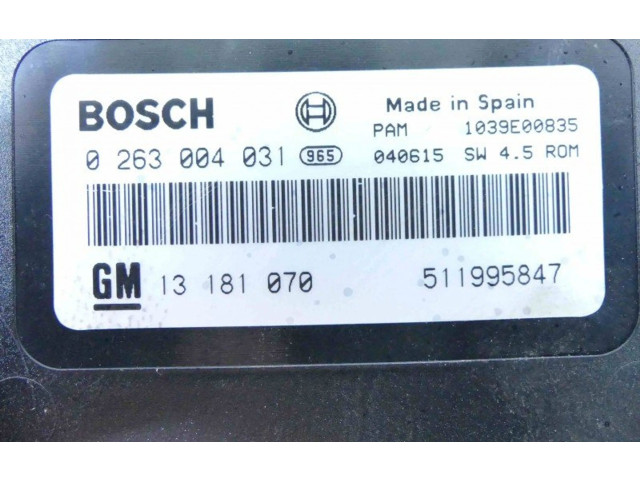 BOSCH Made in Spain
PAM 1039E00835
0 263 004 031 965 040615 SW 4.5 ROM
GM 13 181 070 511995847